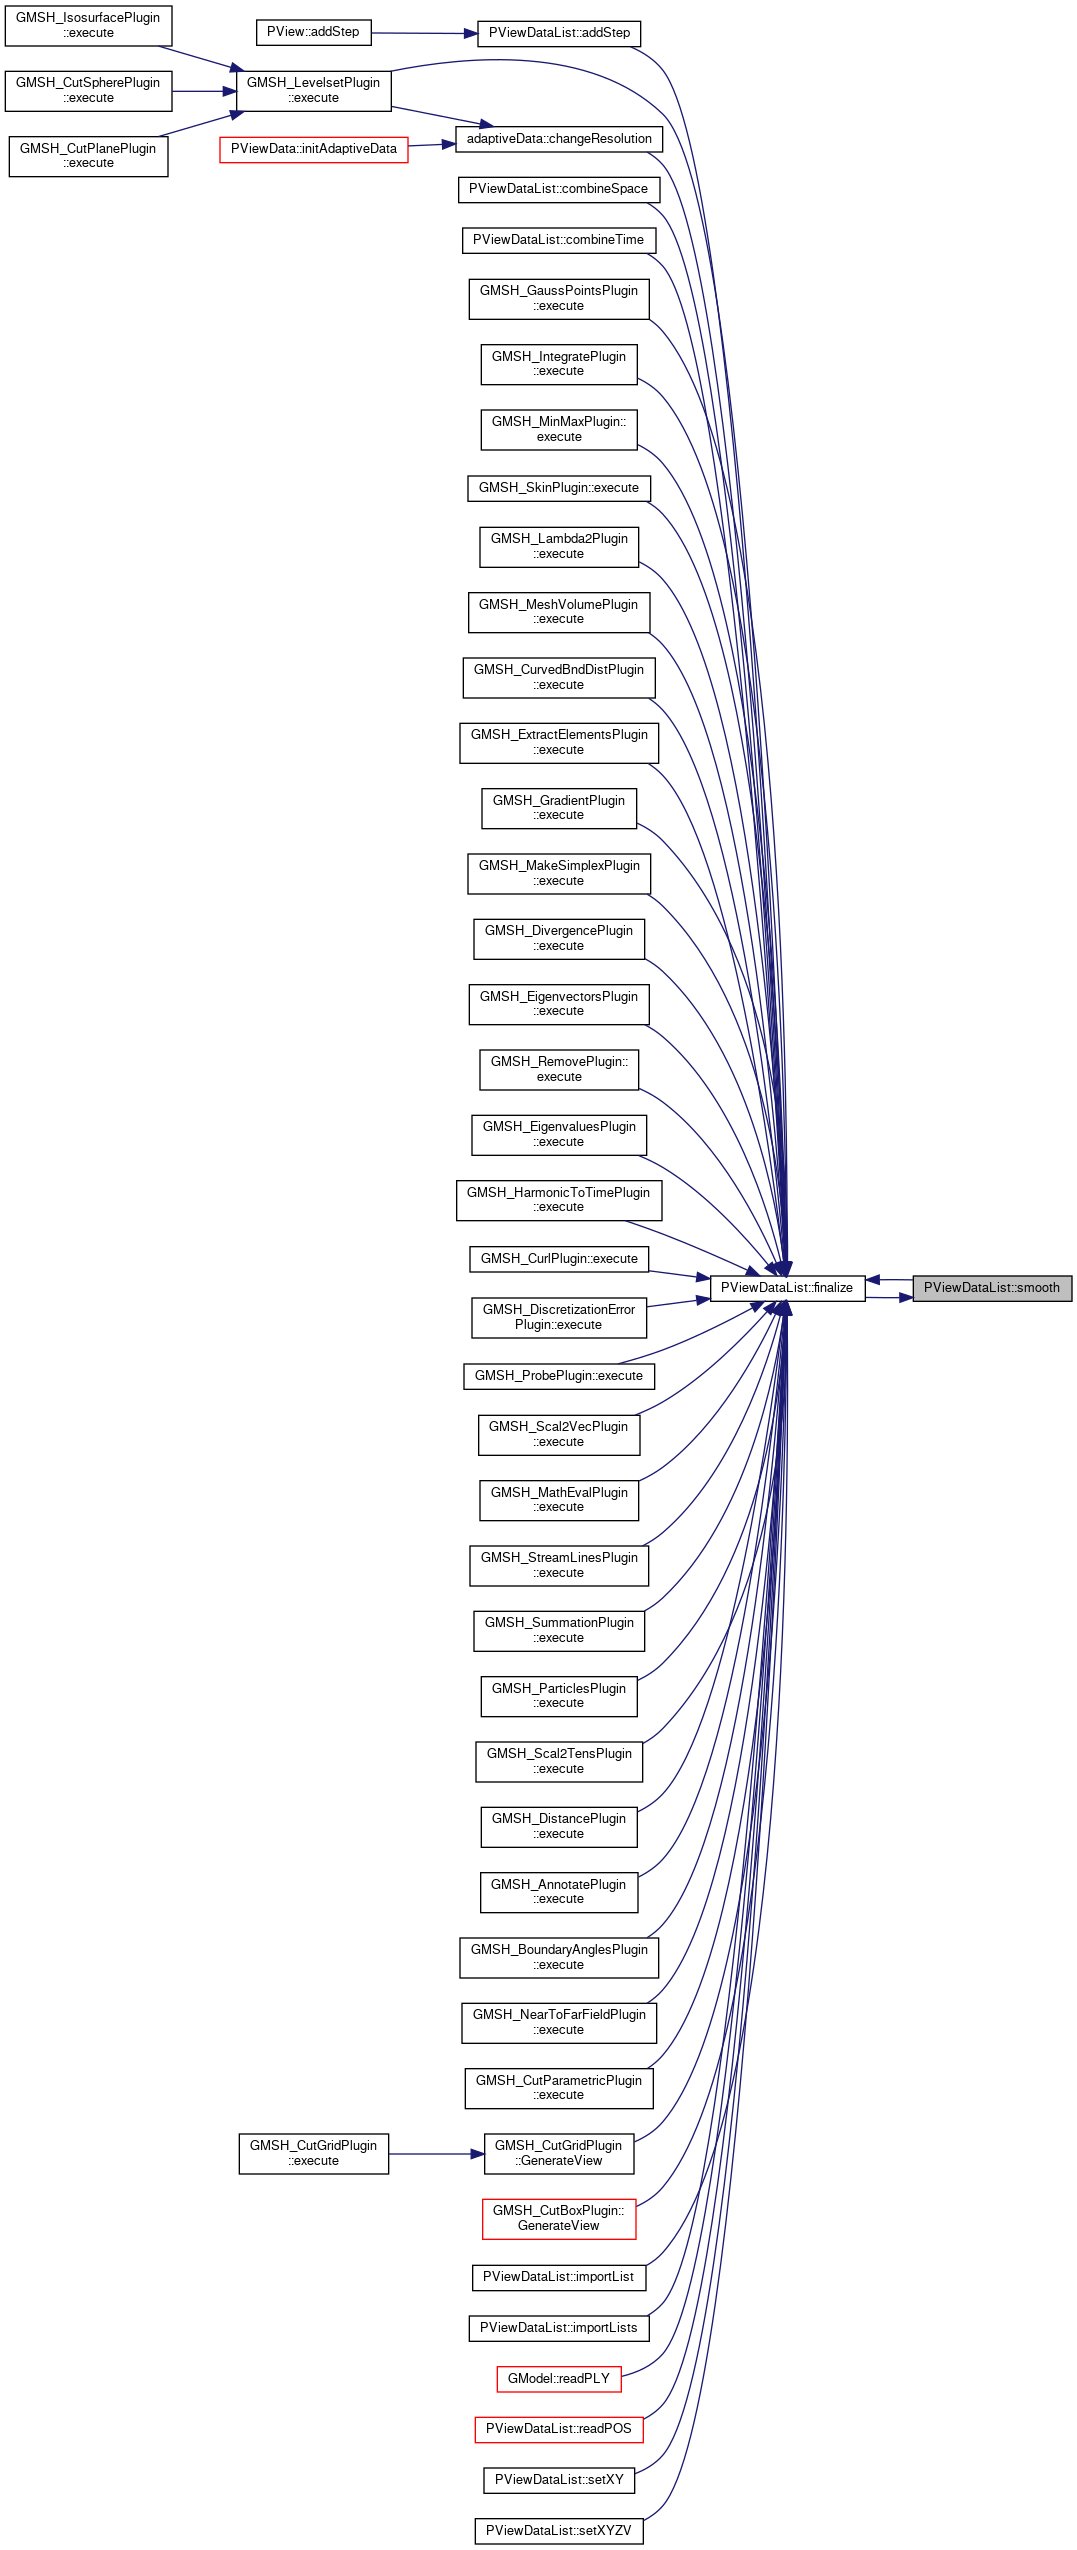 GMSH_IsosurfacePlugin
::execute
GMSH_CutSpherePlugin
::execute
GMSH_CutPlanePlugin
::execute
PView::addStep
GMSH_LevelsetPlugin
::execute
PViewData::initAdaptiveData
PViewDataList::addStep
adaptiveData::changeResolution
PViewDataList::combineSpace
PViewDataList::combineTime
GMSH_GaussPointsPlugin
::execute
GMSH_IntegratePlugin
::execute
GMSH_MinMaxPlugin::
execute
GMSH_SkinPlugin::execute
GMSH_Lambda2Plugin
::execute
GMSH_MeshVolumePlugin
::execute
GMSH_CurvedBndDistPlugin
::execute
GMSH_ExtractElementsPlugin
::execute
GMSH_GradientPlugin
::execute
GMSH_MakeSimplexPlugin
::execute
GMSH_DivergencePlugin
::execute
GMSH_EigenvectorsPlugin
::execute
GMSH_RemovePlugin::
execute
GMSH_EigenvaluesPlugin
::execute
GMSH_HarmonicToTimePlugin
::execute
GMSH_CurlPlugin::execute
PViewDataList::finalize
PViewDataList::smooth
GMSH_DiscretizationError
Plugin::execute
GMSH_ProbePlugin::execute
GMSH_Scal2VecPlugin
::execute
GMSH_MathEvalPlugin
::execute
GMSH_StreamLinesPlugin
::execute
GMSH_SummationPlugin
::execute
GMSH_ParticlesPlugin
::execute
GMSH_Scal2TensPlugin
::execute
GMSH_DistancePlugin
::execute
GMSH_AnnotatePlugin
::execute
GMSH_BoundaryAnglesPlugin
::execute
GMSH_NearToFarFieldPlugin
::execute
GMSH_CutParametricPlugin
::execute
GMSH_CutGridPlugin
::execute
GMSH_CutGridPlugin
::GenerateView
GMSH_CutBoxPlugin::
GenerateView
PViewDataList::importList
PViewDataList::importLists
GModel::readPLY
PViewDataList::readPOS
PViewDataList::setXY
PViewDataList::setXYZV